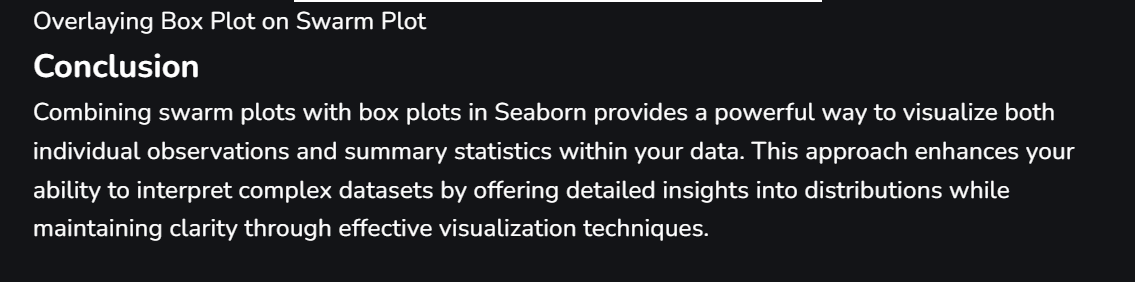 Overlaying Box Plot on Swarm Plot
Conclusion
Combining swarm plots with box plots in Seaborn provides a powerful way to visualize both
individual observations and summary statistics within your data. This approach enhances your
ability to interpret complex datasets by offering detailed insights into distributions while
maintaining clarity through effective visualization techniques.